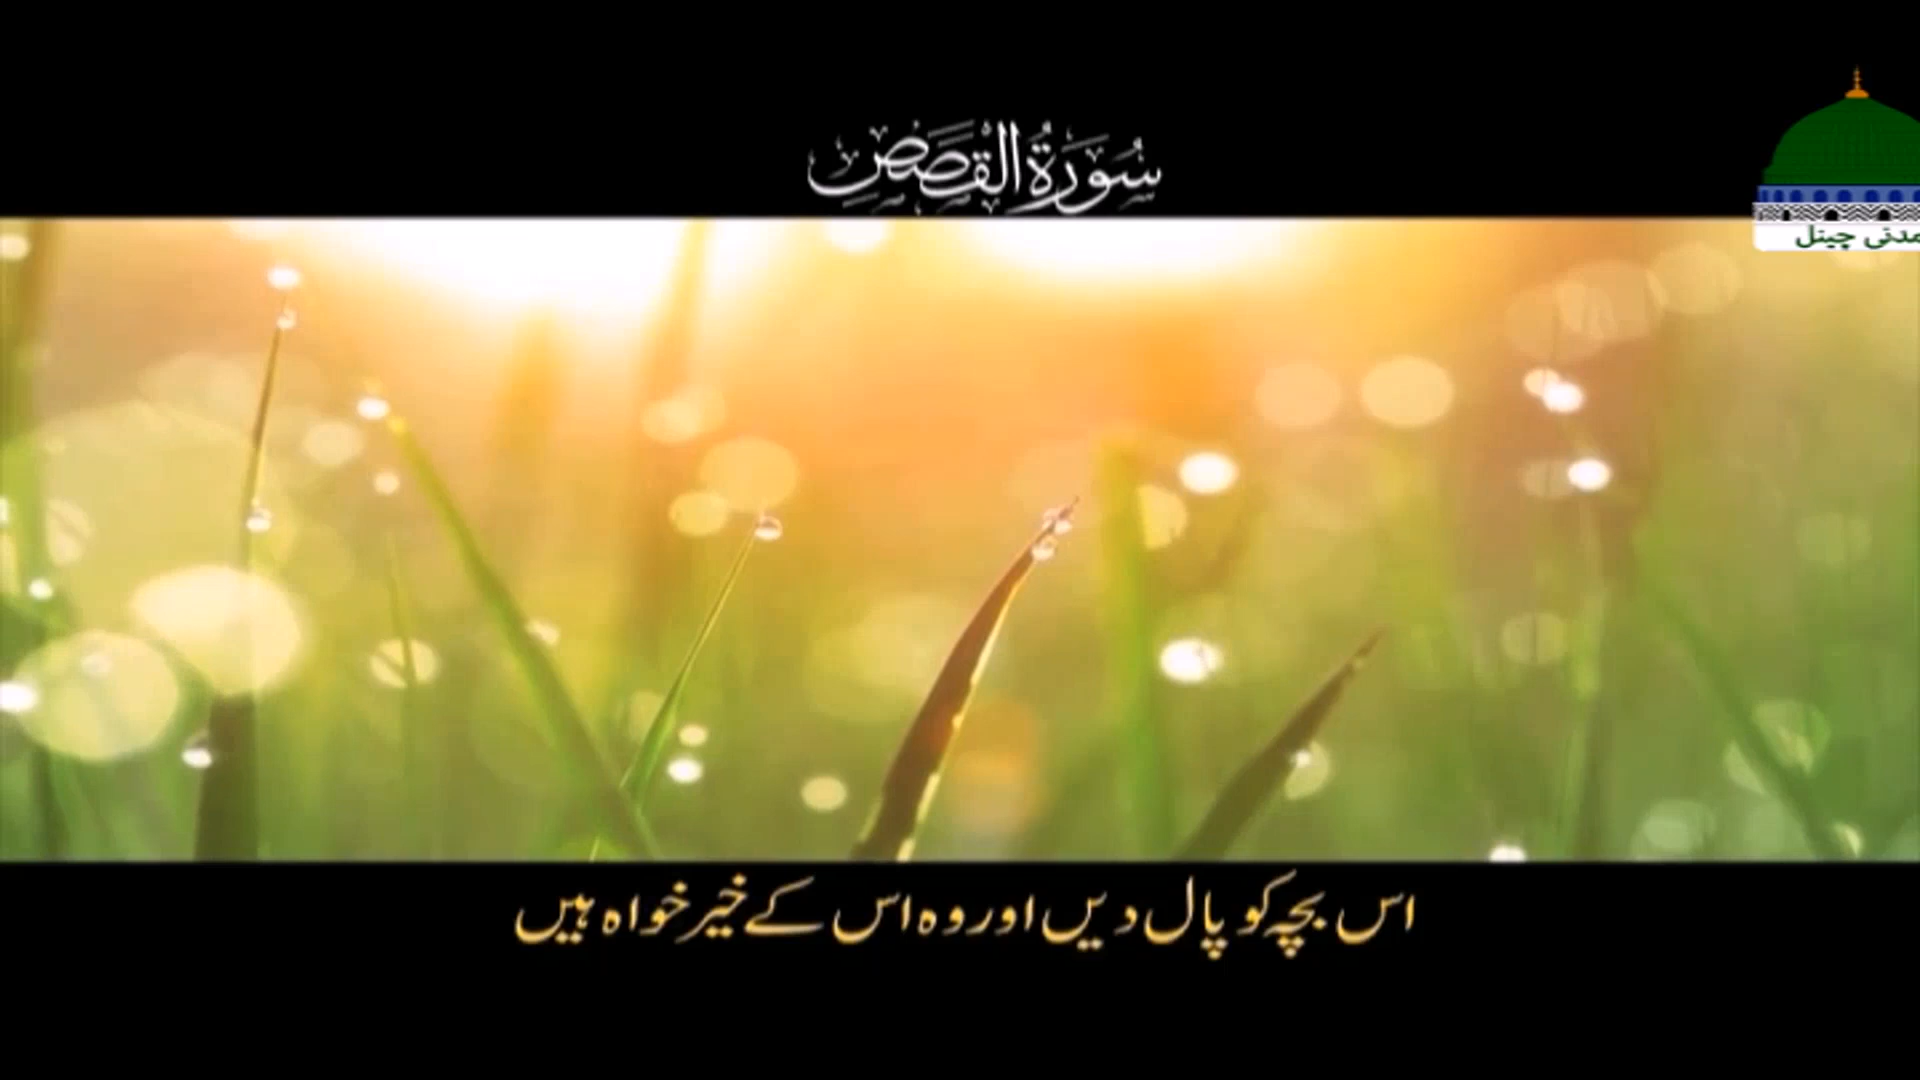 سُورَةُ الْقَصَص
مدنی چینل
اس بچہ کو پال دیں اور وہ اس کے خیر خواہ ہیں